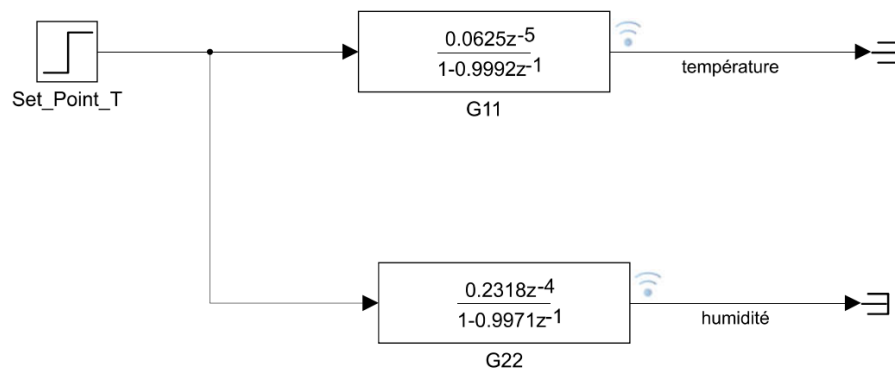 0.0625z-5
1-0.9992z-1
température
Set_Point_T
G11
0.2318z-4
1-0.9971z-1
humidité
G22